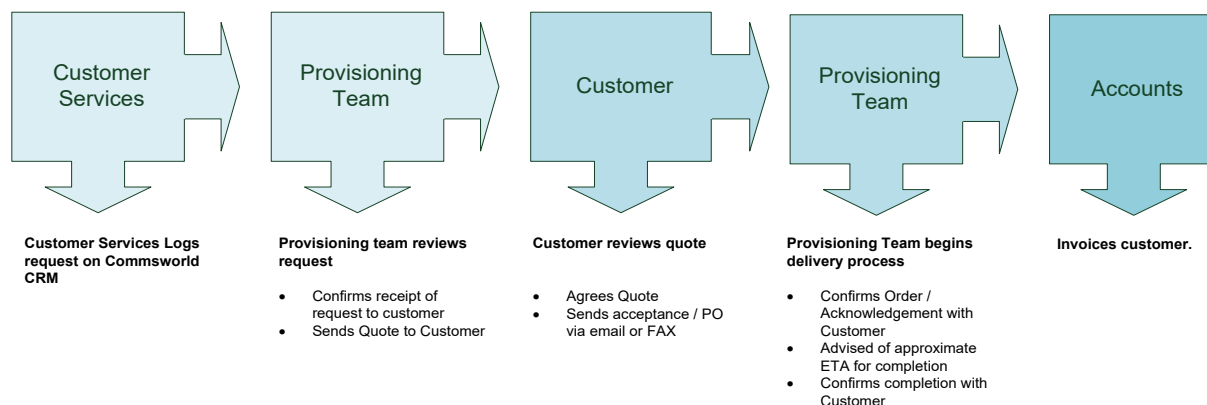 Customer
Services
Provisioning
Team
Customer
Provisioning
Team
Accounts
Customer Services Logs
request on Commsworld
CRM
Provisioning team reviews
request
• Confirms receipt of
request to customer
• Sends Quote to Customer
Customer reviews quote
• Agrees Quote
• Sends acceptance / PO
via email or FAX
Provisioning Team begins
delivery process
• Confirms Order /
Acknowledgement with
Customer
• Advised of approximate
ETA for completion
• Confirms completion with
Customer
Invoices customer.